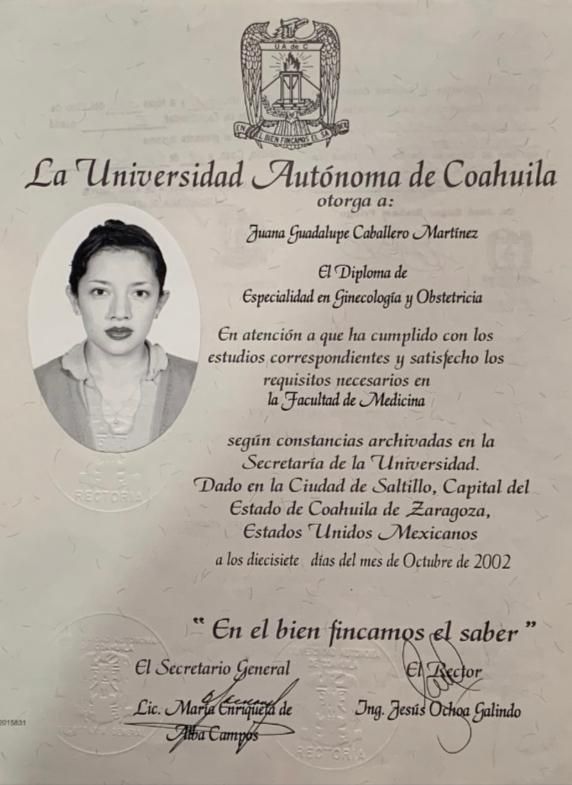 U A de C
EN EL BIEN FINCAMOS EL SABER
La Universidad Autónoma de Coahuila
otorga a:
Juana Guadalupe Caballero Martínez
El Diploma de
Especialidad en Ginecología y Obstetricia
En atención a que ha cumplido con los
estudios correspondientes y satisfecho los
requisitos necesarios en
la Facultad de Medicina
según constancias archivadas en la
Secretaría de la Universidad.
Dado en la Ciudad de Saltillo, Capital del
Estado de Coahuila de Zaragoza,
Estados Unidos Mexicanos
a los diecisiete días del mes de Octubre de 2002
RECTORIA
" En el bien fincamos el saber "
El Secretario General
El Rector
Lic. María Enriqueta de
Alba Campos
Ing. Jesús Ochoa Galindo
2015831
RECTORIA